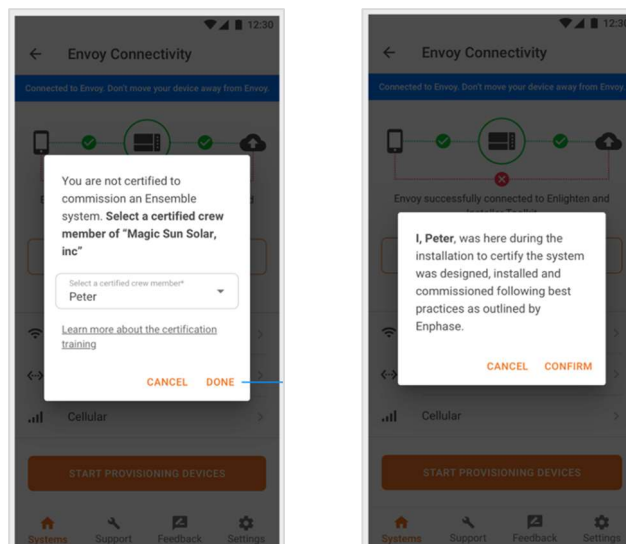 12:30
Envoy Connectivity
Connected to Envoy. Don't move your device away from Envoy.
You are not certified to
commission an Ensemble
system. Select a certified crew
member of "Magic Sun Solar,
inc"
Select a certified crew member*
Peter
Learn more about the certification
training
CANCEL DONE
Cellular
START PROVISIONING DEVICES
Systems Support Feedback Settings
12:30
Envoy Connectivity
Connected to Envoy. Don't move your device away from Envoy.
Envoy successfully connected to Enlighten and
Installer Toolkit
I, Peter, was here during the
installation to certify the system
was designed, installed and
commissioned following best
practices as outlined by
Enphase.
CANCEL CONFIRM
Cellular
START PROVISIONING DEVICES
Systems Support Feedback Settings